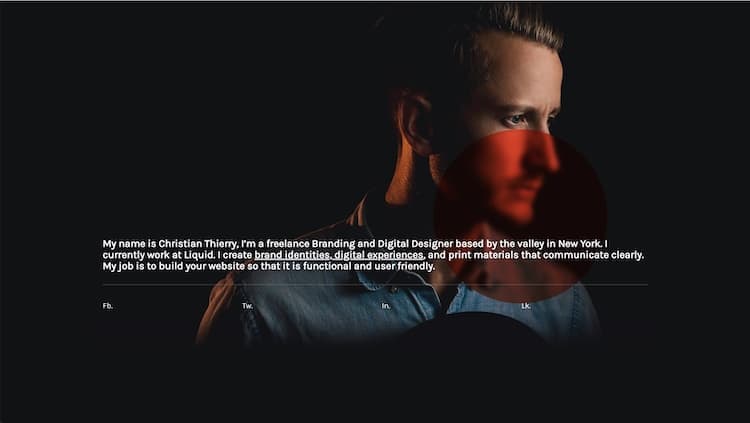 My name is Christian Thierry, I'm a freelance Branding and Digital Designer based by the valley in New York. I
currently work at Liquid. I create brand identities, digital experiences, and print materials that communicate clearly.
My job is to build your website so that it is functional and user friendly.
Fb. Tw. In. Lk.